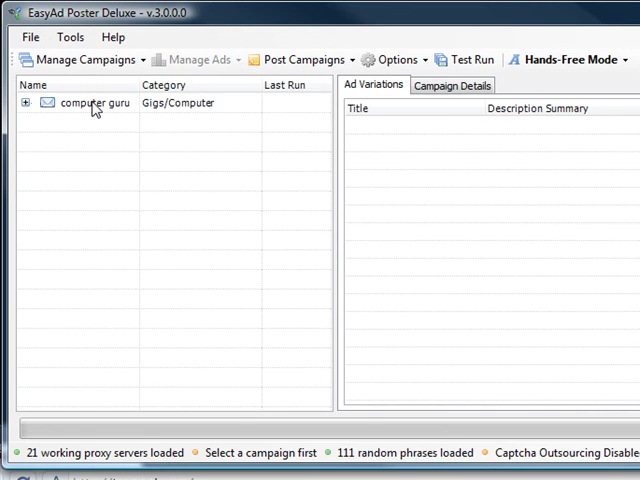 EasyAd Poster Deluxe - v.3.0.0.0
File Tools Help
Manage Campaigns Manage Ads Post Campaigns Options Test Run A Hands-Free Mode
Name Category Last Run Ad Variations Campaign Details
computer guru Gigs/Computer Title Description Summary
21 working proxy servers loaded Select a campaign first 111 random phrases loaded Captcha Outsourcing Disable